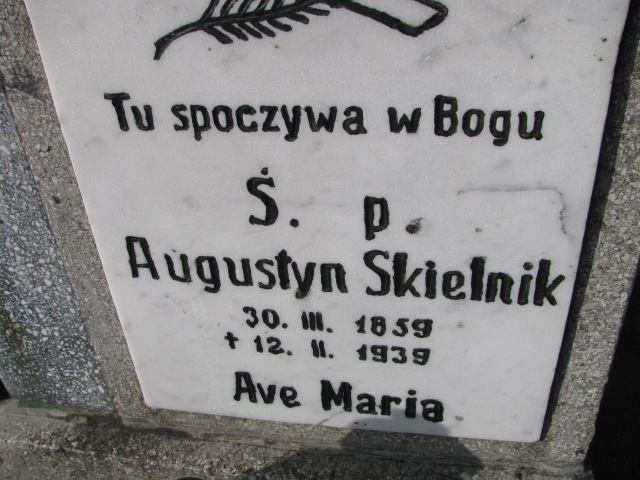 Tu spoczywa w Bogu
Ś. p.
Augustyn Skielnik
30. III. 1859
+ 12. II. 1939
Ave Maria